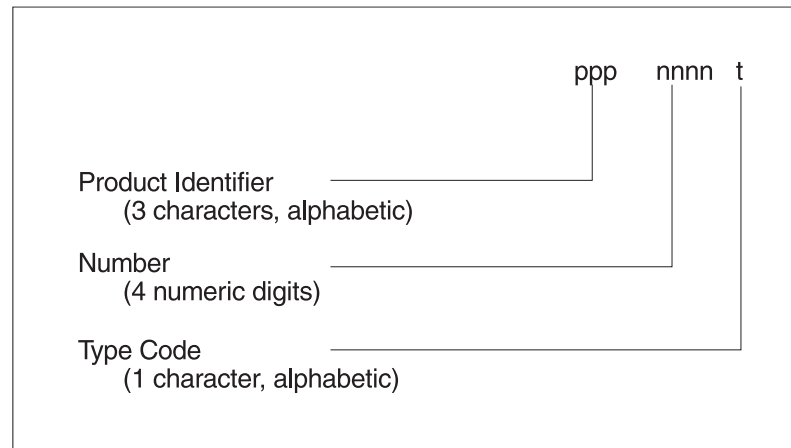 ppp nnnn t
Product Identifier
(3 characters, alphabetic)
Number
(4 numeric digits)
Type Code
(1 character, alphabetic)